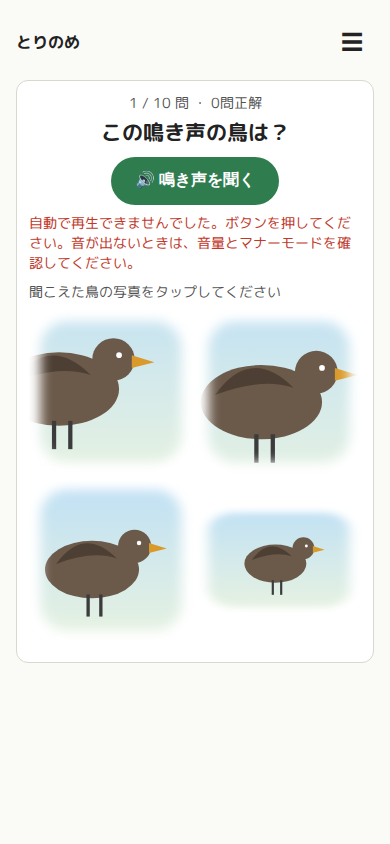 とりのめ
1 / 10 問 · 0問正解
この鳴き声の鳥は？
🔊 鳴き声を聞く
自動で再生できませんでした。ボタンを押してくだ
さい。音が出ないときは、音量とマナーモードを確
認してください。
聞こえた鳥の写真をタップしてください